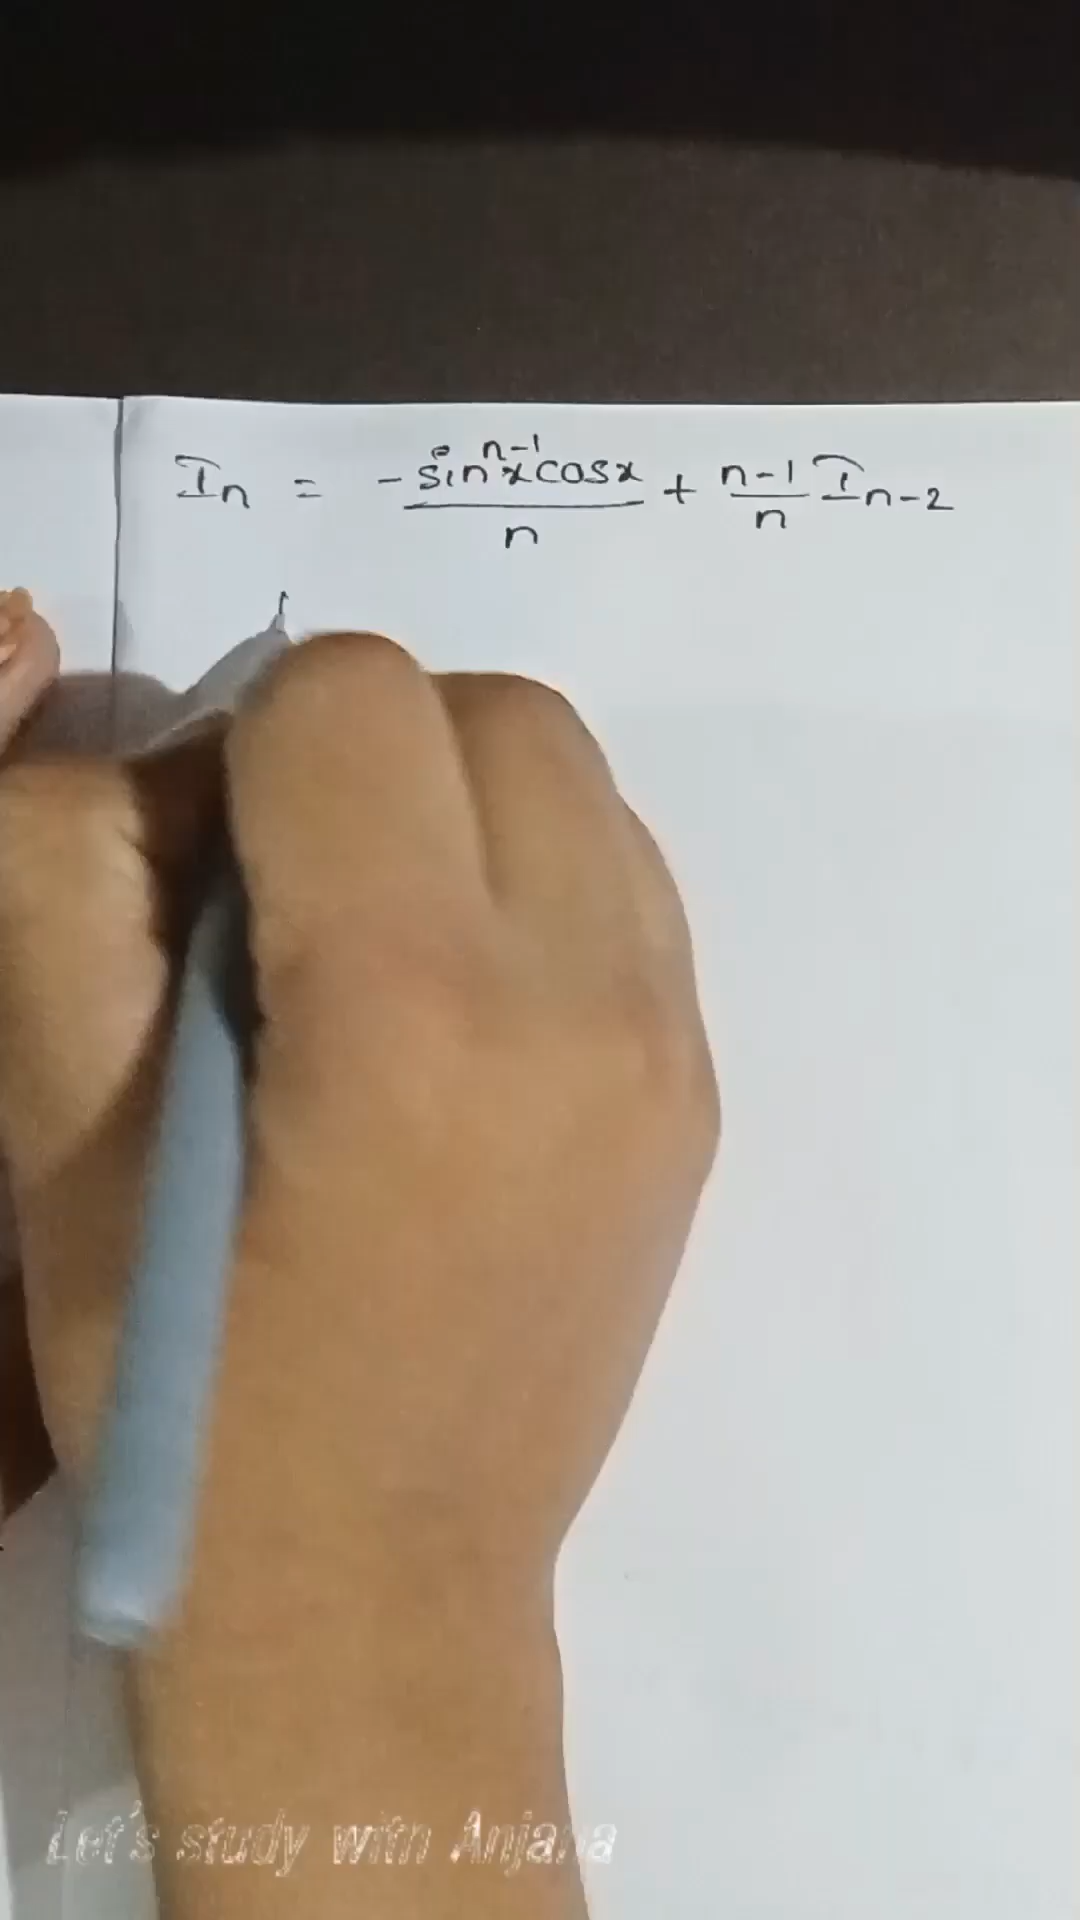 Iₙ = -sinⁿ⁻¹x cosx / n + n-1 / n Iₙ₋₂
Let's study with Anjana